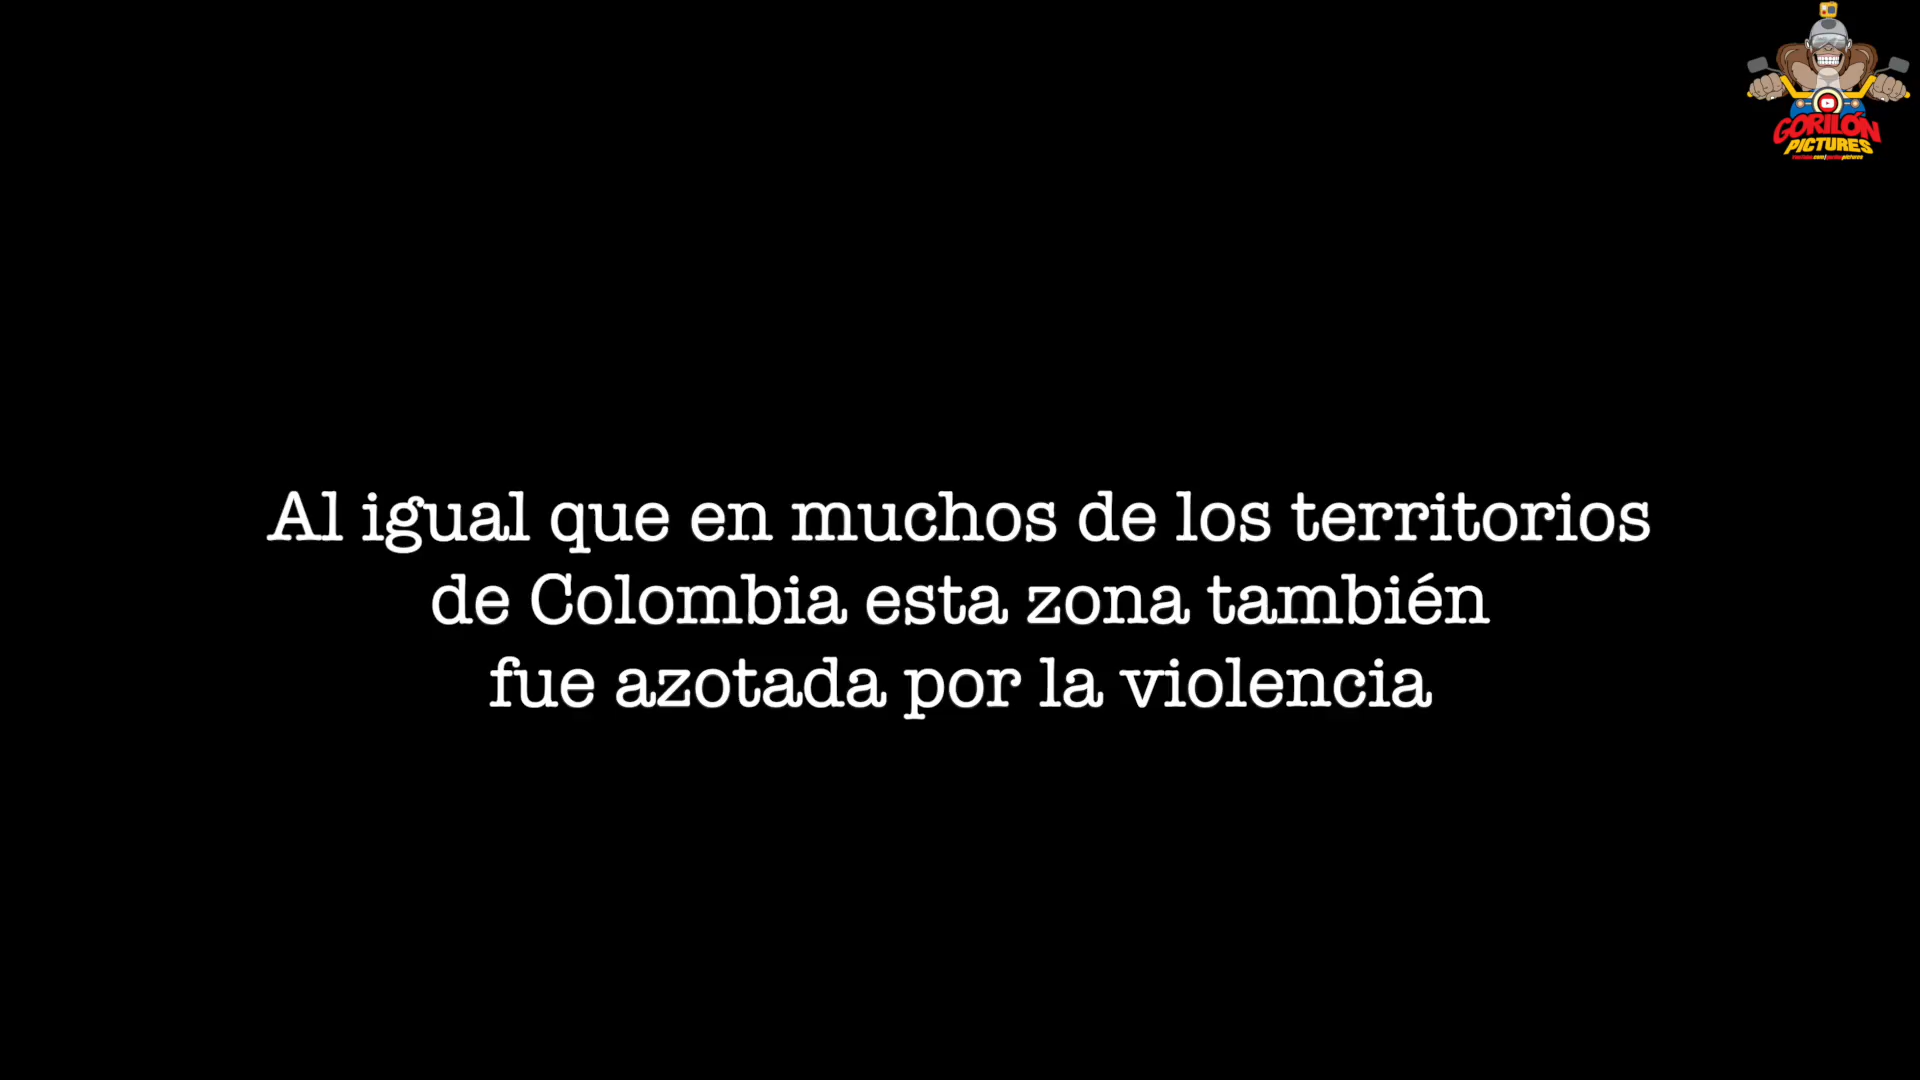 GORILÓN
PICTURES
Al igual que en muchos de los territorios
de Colombia esta zona también
fue azotada por la violencia